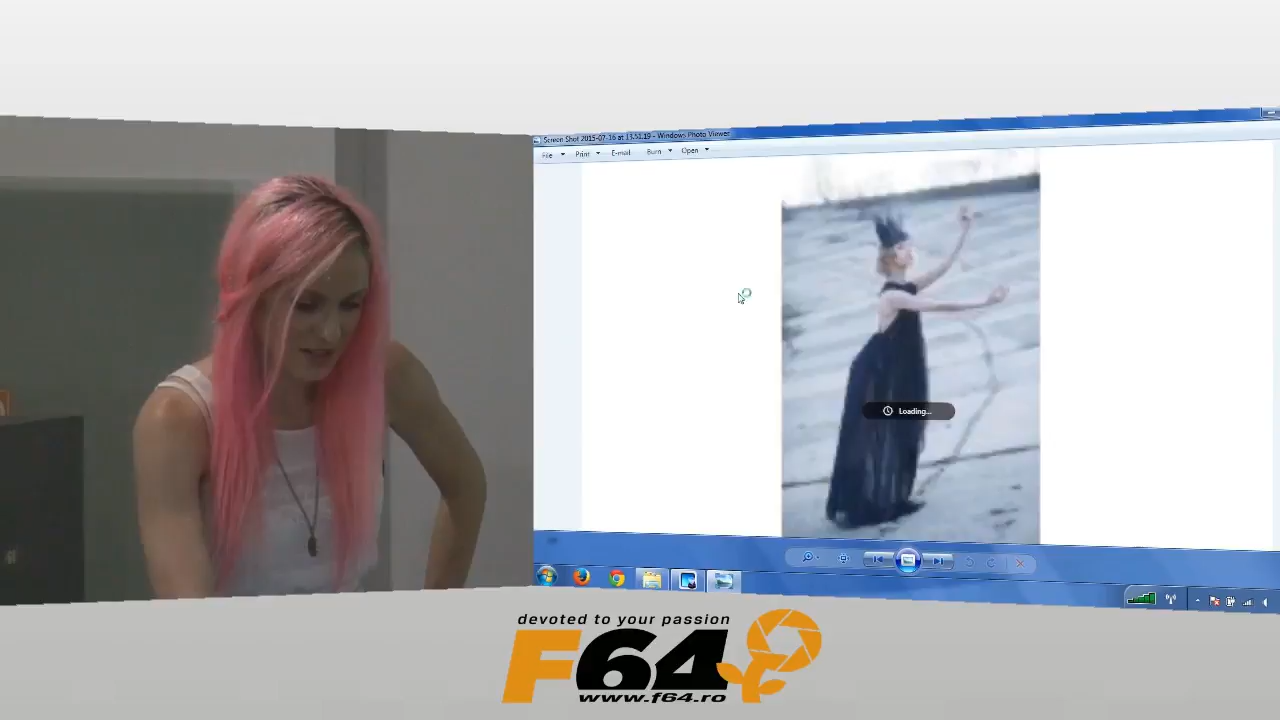 Screen Shot 2015-07-16 at 13.51.19 - Windows Photo Viewer
File Print E-mail Burn Open
Loading...
devoted to your passion
F64
www.f64.ro